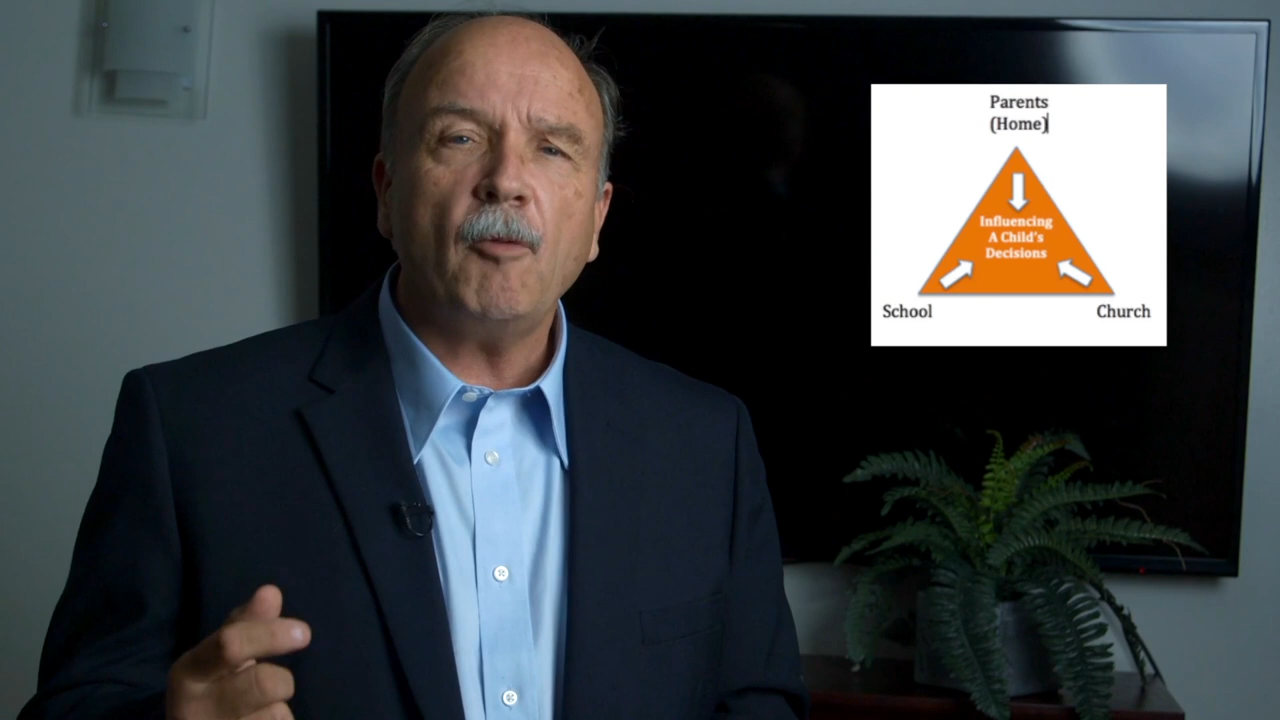 Parents
(Home)
Influencing
A Child's
Decisions
School
Church